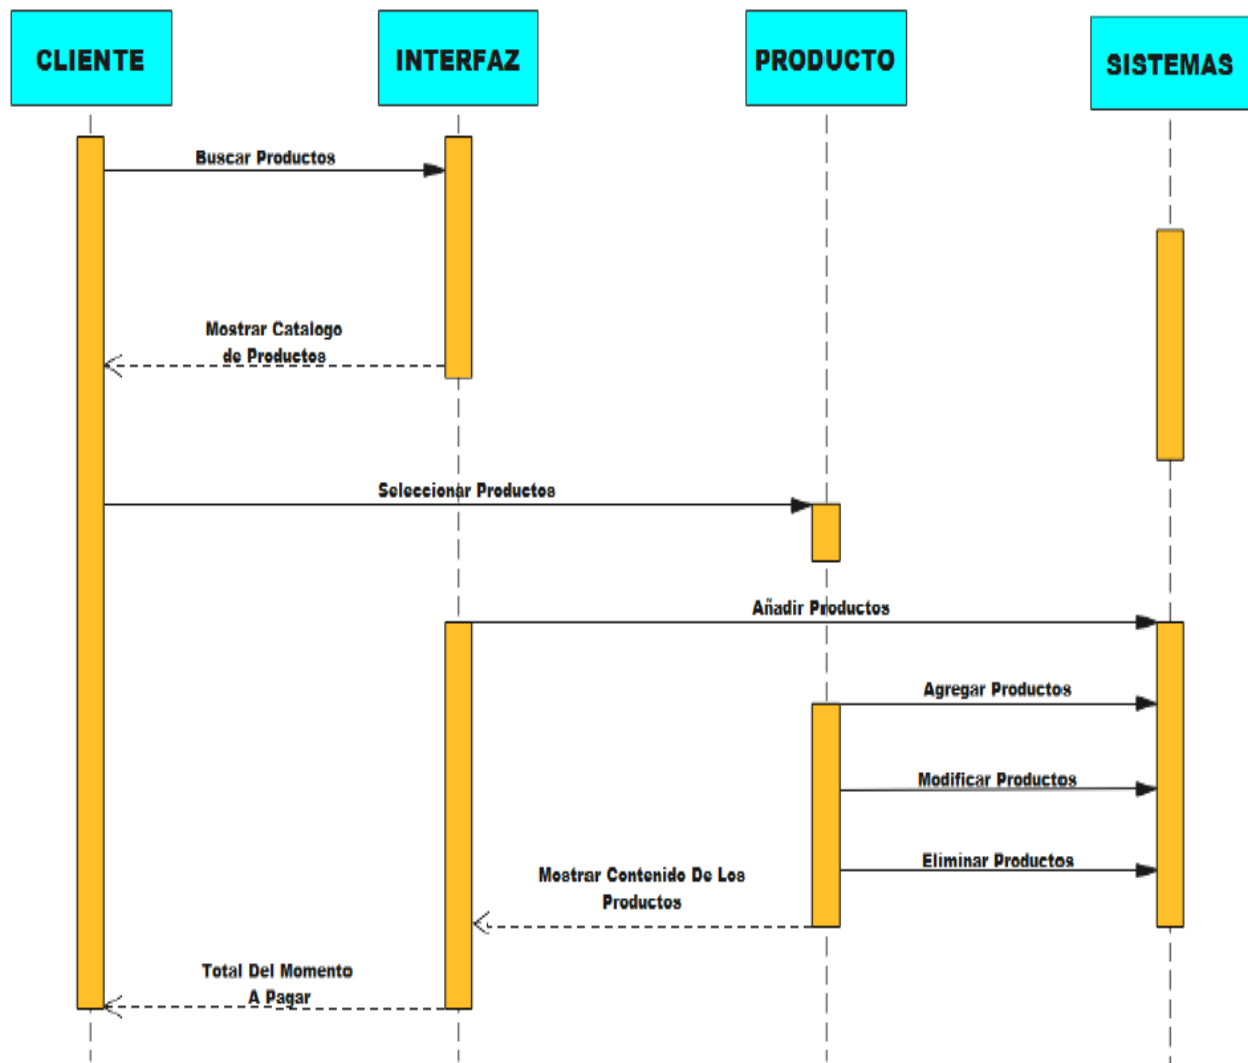 CLIENTE
INTERFAZ
PRODUCTO
SISTEMAS
Buscar Productos
Mostrar Catalogo
de Productos
Seleccionar Productos
Añadir Productos
Agregar Productos
Modificar Productos
Eliminar Productos
Mostrar Contenido De Los
Productos
Total Del Momento
A Pagar